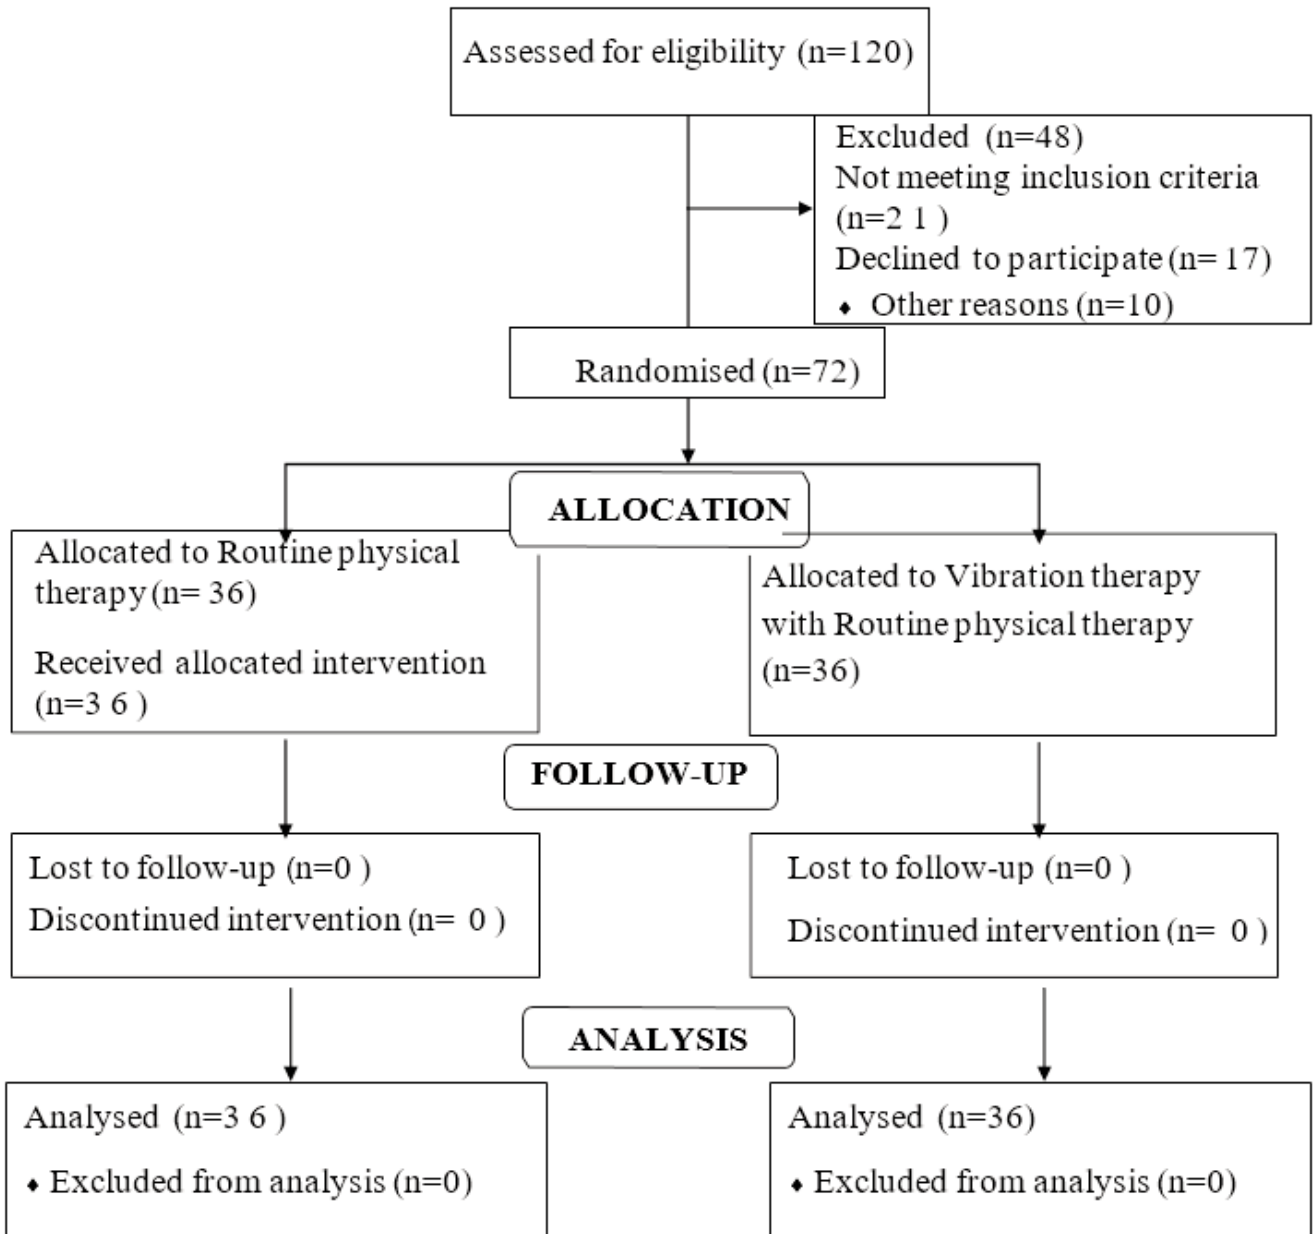 Assessed for eligibility (n=120)
Excluded (n=48)
Not meeting inclusion criteria
(n=2 1 )
Declined to participate (n= 17)
⬧ Other reasons (n=10)
Randomised (n=72)
ALLOCATION
Allocated to Routine physical
therapy (n= 36)
Received allocated intervention
(n=3 6 )
Allocated to Vibration therapy
with Routine physical therapy
(n=36)
FOLLOW-UP
Lost to follow-up (n=0 )
Discontinued intervention (n= 0 )
Lost to follow-up (n=0 )
Discontinued intervention (n= 0 )
ANALYSIS
Analysed (n=3 6 )
⬧ Excluded from analysis (n=0)
Analysed (n=36)
⬧ Excluded from analysis (n=0)